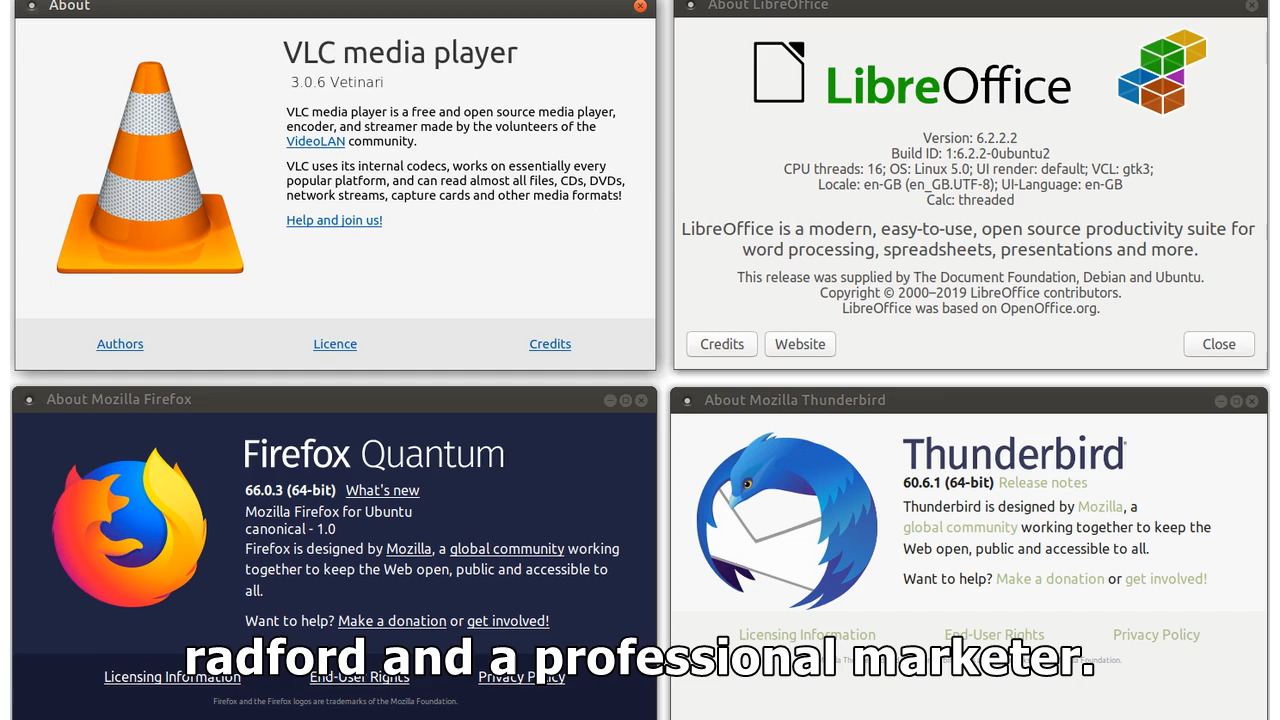 About
VLC media player
3.0.6 Vetinari
VLC media player is a free and open source media player,
encoder, and streamer made by the volunteers of the
VideoLAN community.
VLC uses its internal codecs, works on essentially every
popular platform, and can read almost all files, CDs, DVDs,
network streams, capture cards and other media formats!
Help and join us!
Authors
Licence
Credits
About LibreOffice
LibreOffice
Version: 6.2.2.2
Build ID: 1:6.2.2-0ubuntu2
CPU threads: 16; OS: Linux 5.0; UI render: default; VCL: gtk3;
Locale: en-GB (en_GB.UTF-8); UI-Language: en-GB
Calc: threaded
LibreOffice is a modern, easy-to-use, open source productivity suite for
word processing, spreadsheets, presentations and more.
This release was supplied by The Document Foundation, Debian and Ubuntu.
Copyright © 2000–2019 LibreOffice contributors.
LibreOffice was based on OpenOffice.org.
Credits
Website
Close
About Mozilla Firefox
Firefox Quantum
66.0.3 (64-bit) What's new
Mozilla Firefox for Ubuntu
canonical - 1.0
Firefox is designed by Mozilla, a global community working
together to keep the Web open, public and accessible to
all.
Want to help? Make a donation or get involved!
Licensing Information
End-User Rights
Privacy Policy
Firefox and the Firefox logos are trademarks of the Mozilla Foundation.
About Mozilla Thunderbird
Thunderbird
60.6.1 (64-bit) Release notes
Thunderbird is designed by Mozilla, a
global community working together to keep the
Web open, public and accessible to all.
Want to help? Make a donation or get involved!
Licensing Information
End-User Rights
Privacy Policy
radford and a professional marketer.